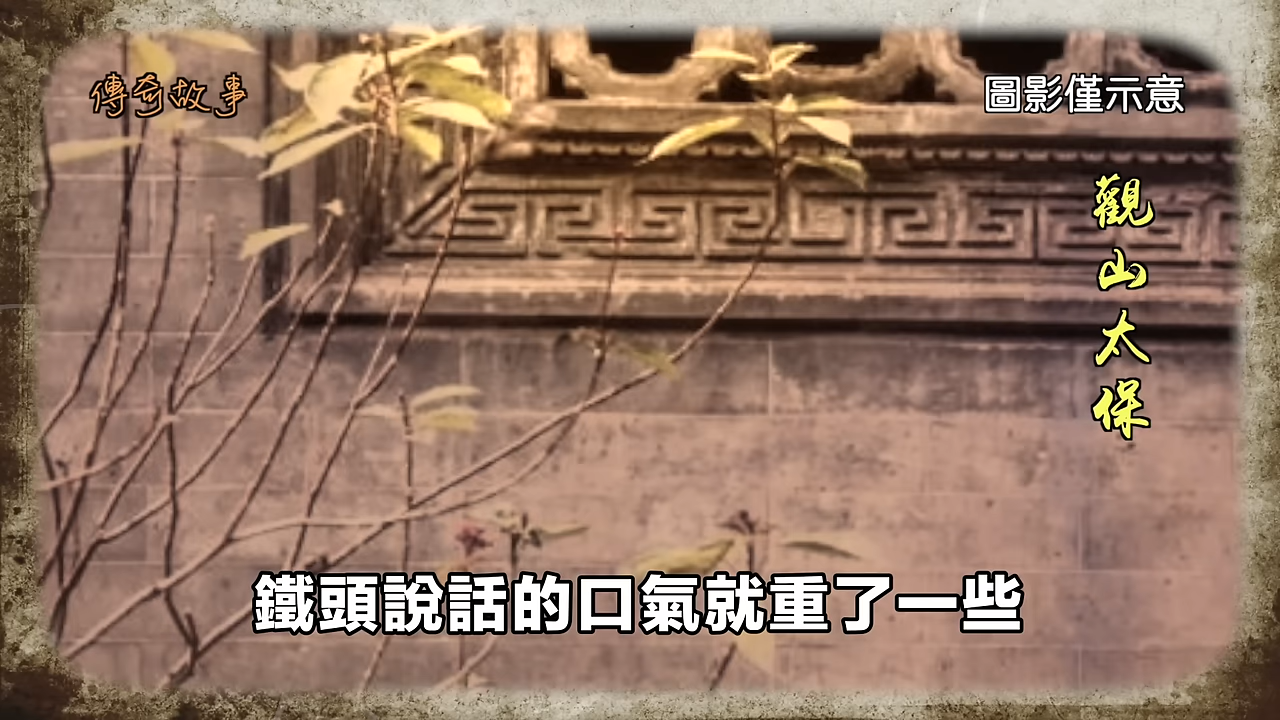 傳奇故事
圖影僅示意
觀山太保
鐵頭說話的口氣就重了一些